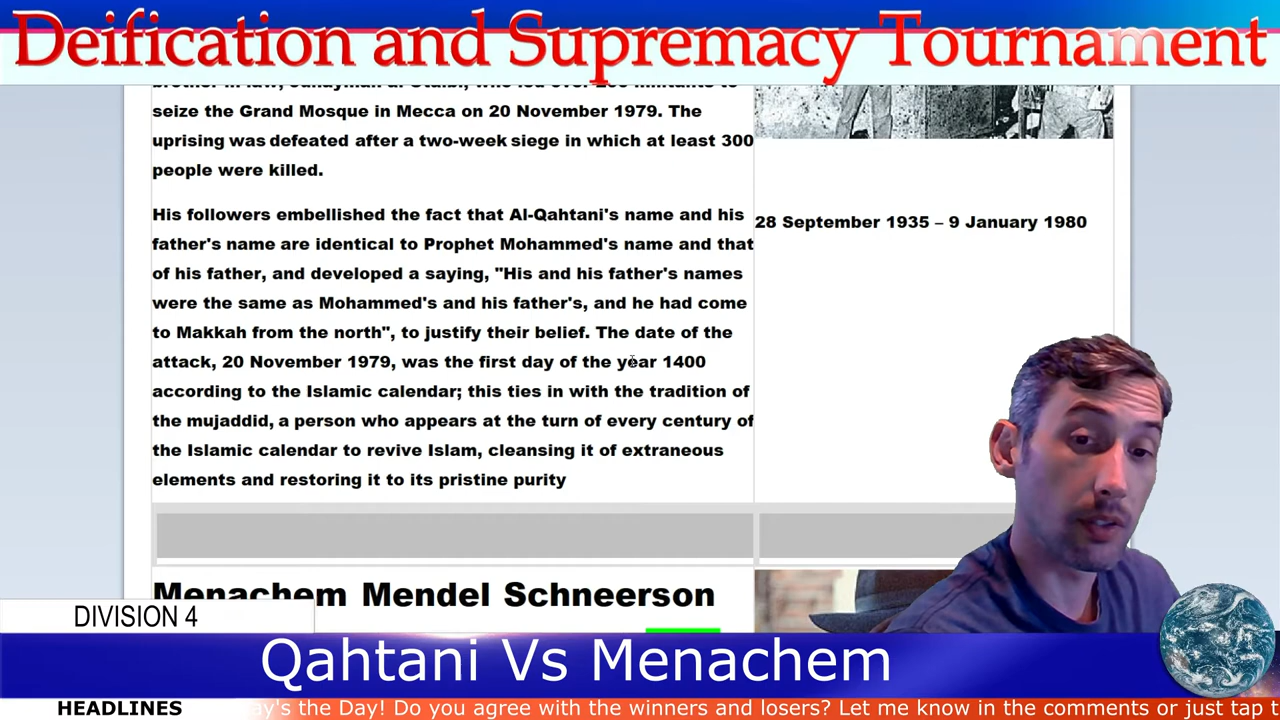 Deification and Supremacy Tournament
seize the Grand Mosque in Mecca on 20 November 1979. The
uprising was defeated after a two-week siege in which at least 300
people were killed.
His followers embellished the fact that Al-Qahtani's name and his
father's name are identical to Prophet Mohammed's name and that
of his father, and developed a saying, "His and his father's names
were the same as Mohammed's and his father's, and he had come
to Makkah from the north", to justify their belief. The date of the
attack, 20 November 1979, was the first day of the year 1400
according to the Islamic calendar; this ties in with the tradition of
the mujaddid, a person who appears at the turn of every century of
the Islamic calendar to revive Islam, cleansing it of extraneous
elements and restoring it to its pristine purity
28 September 1935 – 9 January 1980
Menachem Mendel Schneerson
DIVISION 4
Qahtani Vs Menachem
HEADLINES
ay's the Day! Do you agree with the winners and losers? Let me know in the comments or just tap t